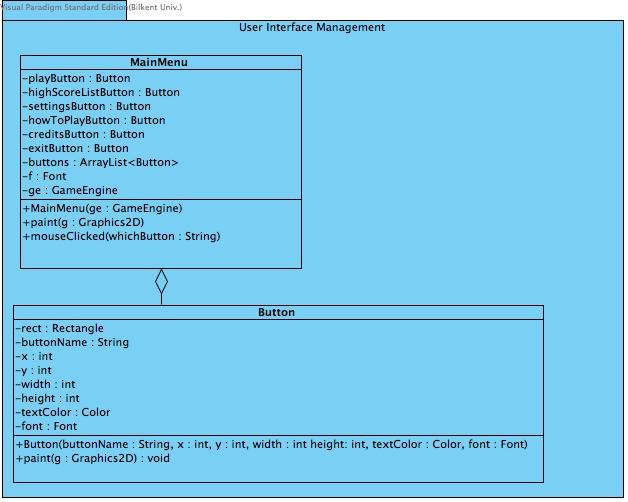 Visual Paradigm Standard Edition(Bilkent Univ.)
User Interface Management
MainMenu
-playButton : Button
-highScoreListButton : Button
-settingsButton : Button
-howToPlayButton : Button
-creditsButton : Button
-exitButton : Button
-buttons : ArrayList<Button>
-f : Font
-ge : GameEngine
+MainMenu(ge : GameEngine)
+paint(g : Graphics2D)
+mouseClicked(whichButton : String)
Button
-rect : Rectangle
-buttonName : String
-x : int
-y : int
-width : int
-height : int
-textColor : Color
-font : Font
+Button(buttonName : String, x : int, y : int, width : int height: int, textColor : Color, font : Font)
+paint(g : Graphics2D) : void